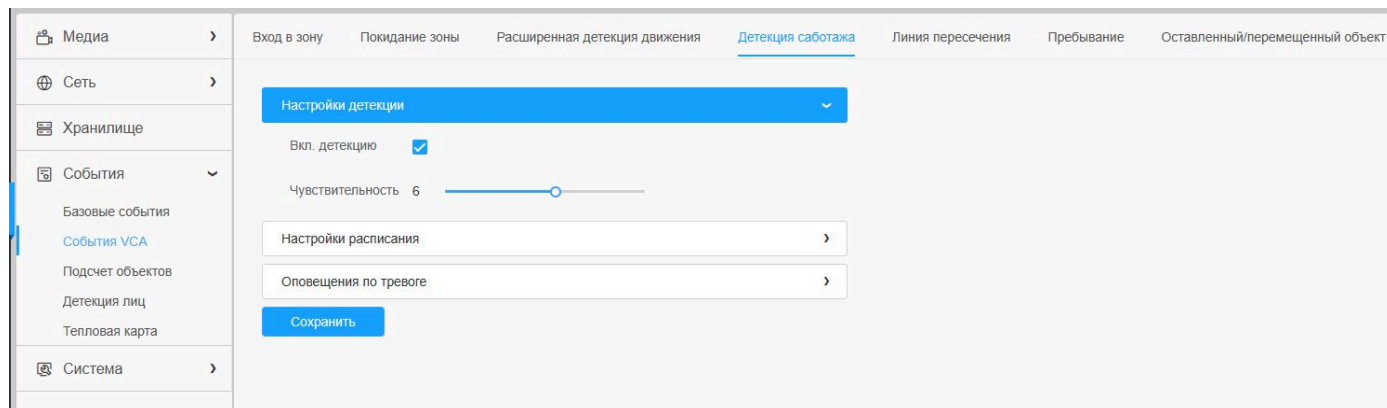 Медиа
Сеть
Хранилище
События
Базовые события
События VCA
Подсчет объектов
Детекция лиц
Тепловая карта
Система
Вход в зону Покидание зоны Расширенная детекция движения Детекция саботажа Линия пересечения Пребывание Оставленный/перемещенный объект
Настройки детекции
Вкл. детекцию
Чувствительность 6
Настройки расписания
Оповещения по тревоге
Сохранить